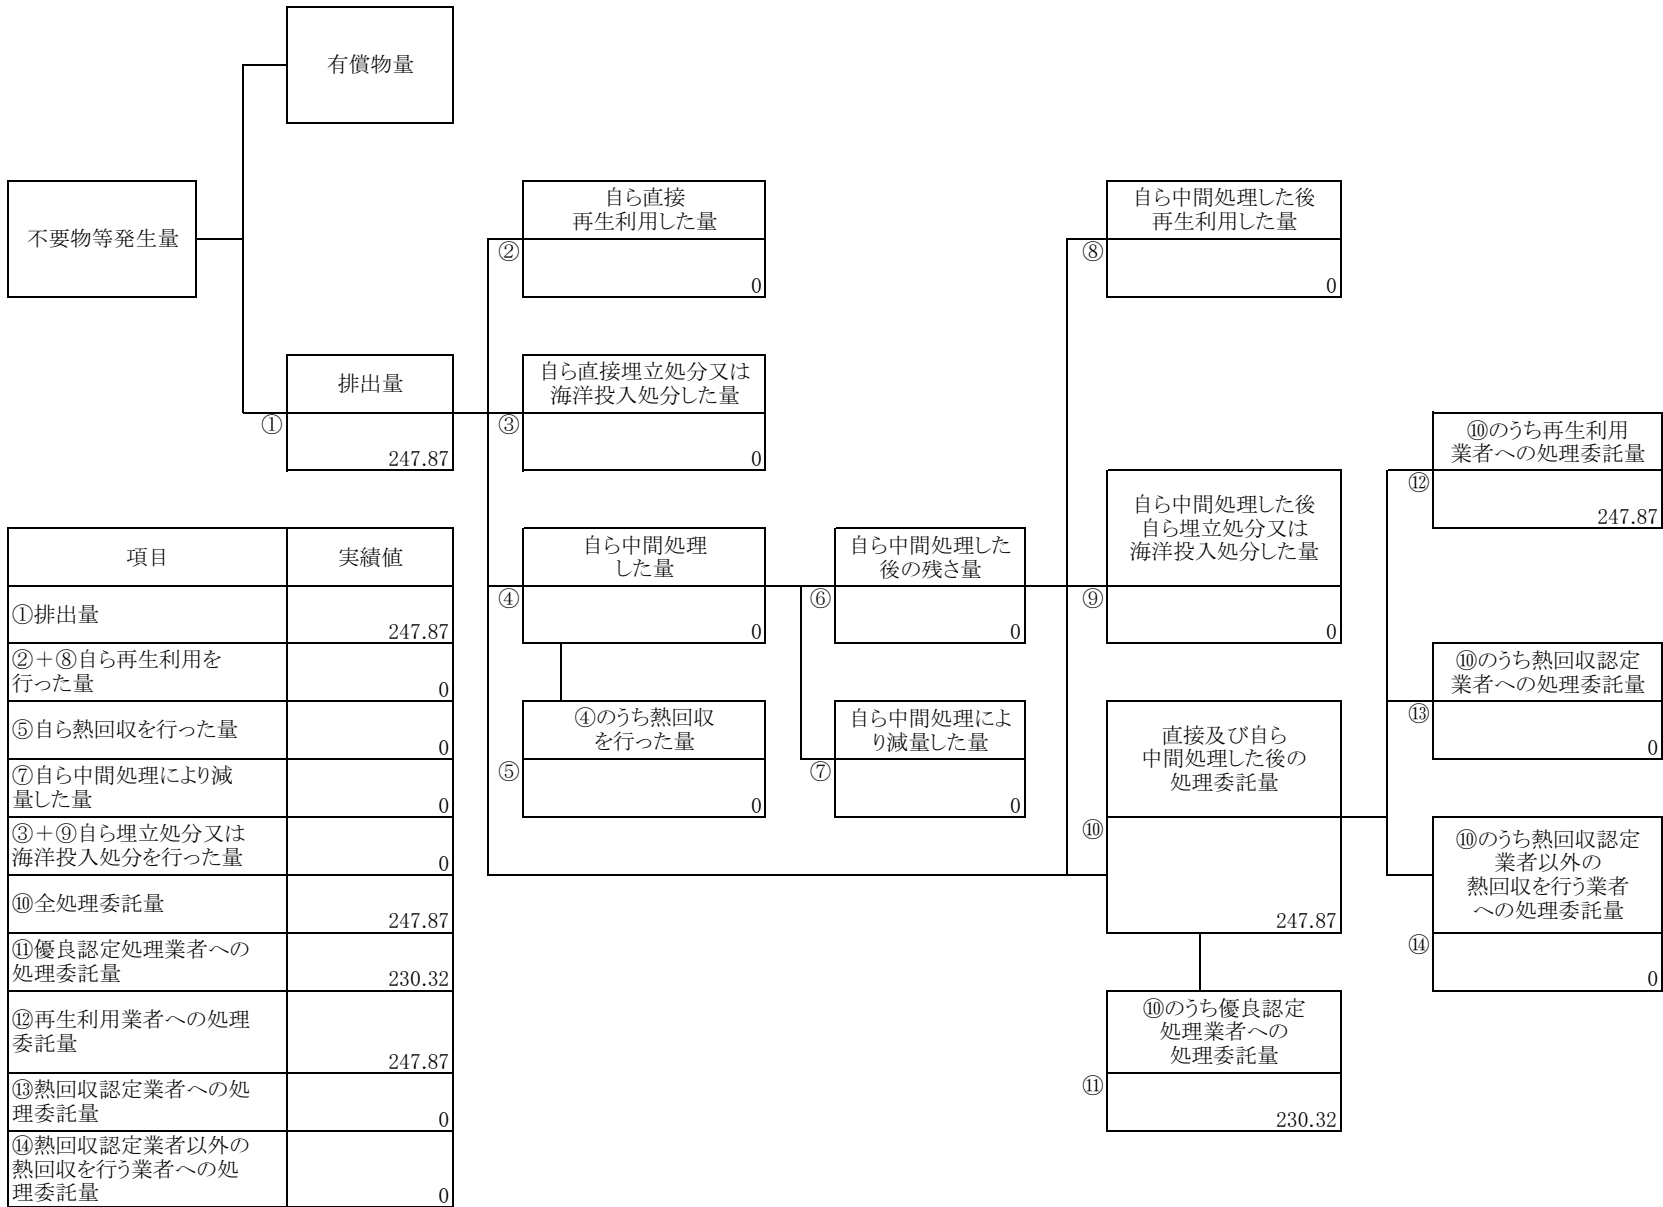 有償物量
不要物等発生量
自ら直接
再生利用した量
②
0
自ら中間処理した後
再生利用した量
⑧
0
排出量
①
247.87
自ら直接埋立処分又は
海洋投入処分した量
③
0
⑩のうち再生利用
業者への処理委託量
⑫
247.87
自ら中間処理
した量
④
0
自ら中間処理した
後の残さ量
⑥
0
自ら中間処理した後
自ら埋立処分又は
海洋投入処分した量
⑨
0
⑩のうち熱回収認定
業者への処理委託量
⑬
0
④のうち熱回収
を行った量
⑤
0
自ら中間処理によ
り減量した量
⑦
0
直接及び自ら
中間処理した後の
処理委託量
⑩
247.87
⑩のうち熱回収認定
業者以外の
熱回収を行う業者
への処理委託量
⑭
0
⑩のうち優良認定
処理業者への
処理委託量
⑪
230.32
項目 実績値
①排出量
247.87
②＋⑧自ら再生利用を
行った量
0
⑤自ら熱回収を行った量
0
⑦自ら中間処理により減
量した量
0
③＋⑨自ら埋立処分又は
海洋投入処分を行った量
0
⑩全処理委託量
247.87
⑪優良認定処理業者への
処理委託量
230.32
⑫再生利用業者への処理
委託量
247.87
⑬熱回収認定業者への処
理委託量
0
⑭熱回収認定業者以外の
熱回収を行う業者への処
理委託量
0